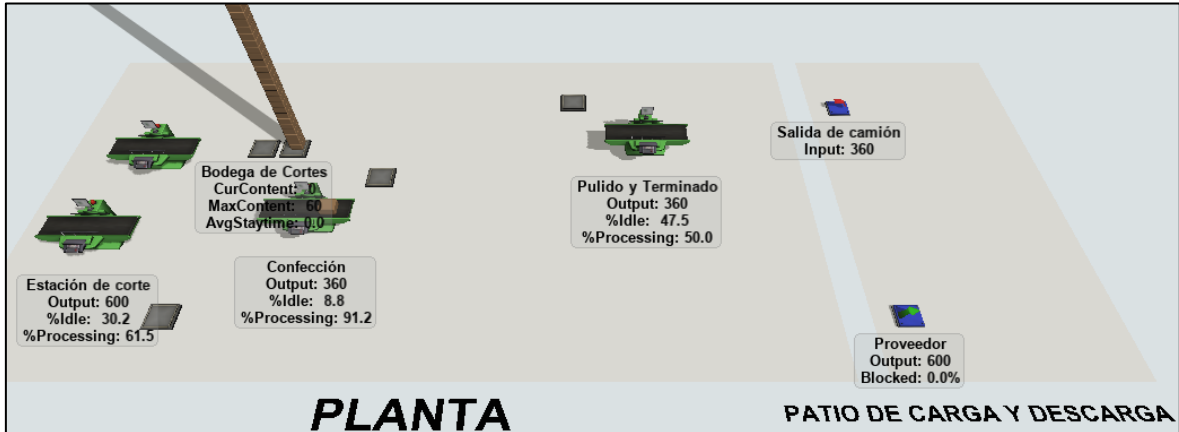 Salida de camión
Input: 360
Bodega de Cortes
CurContent: 0
MaxContent: 60
AvgStaytime: 0.0
Pulido y Terminado
Output: 360
%Idle: 47.5
%Processing: 50.0
Confección
Output: 360
%Idle: 8.8
%Processing: 91.2
Estación de corte
Output: 600
%Idle: 30.2
%Processing: 61.5
Proveedor
Output: 600
Blocked: 0.0%
PLANTA
PATIO DE CARGA Y DESCARGA